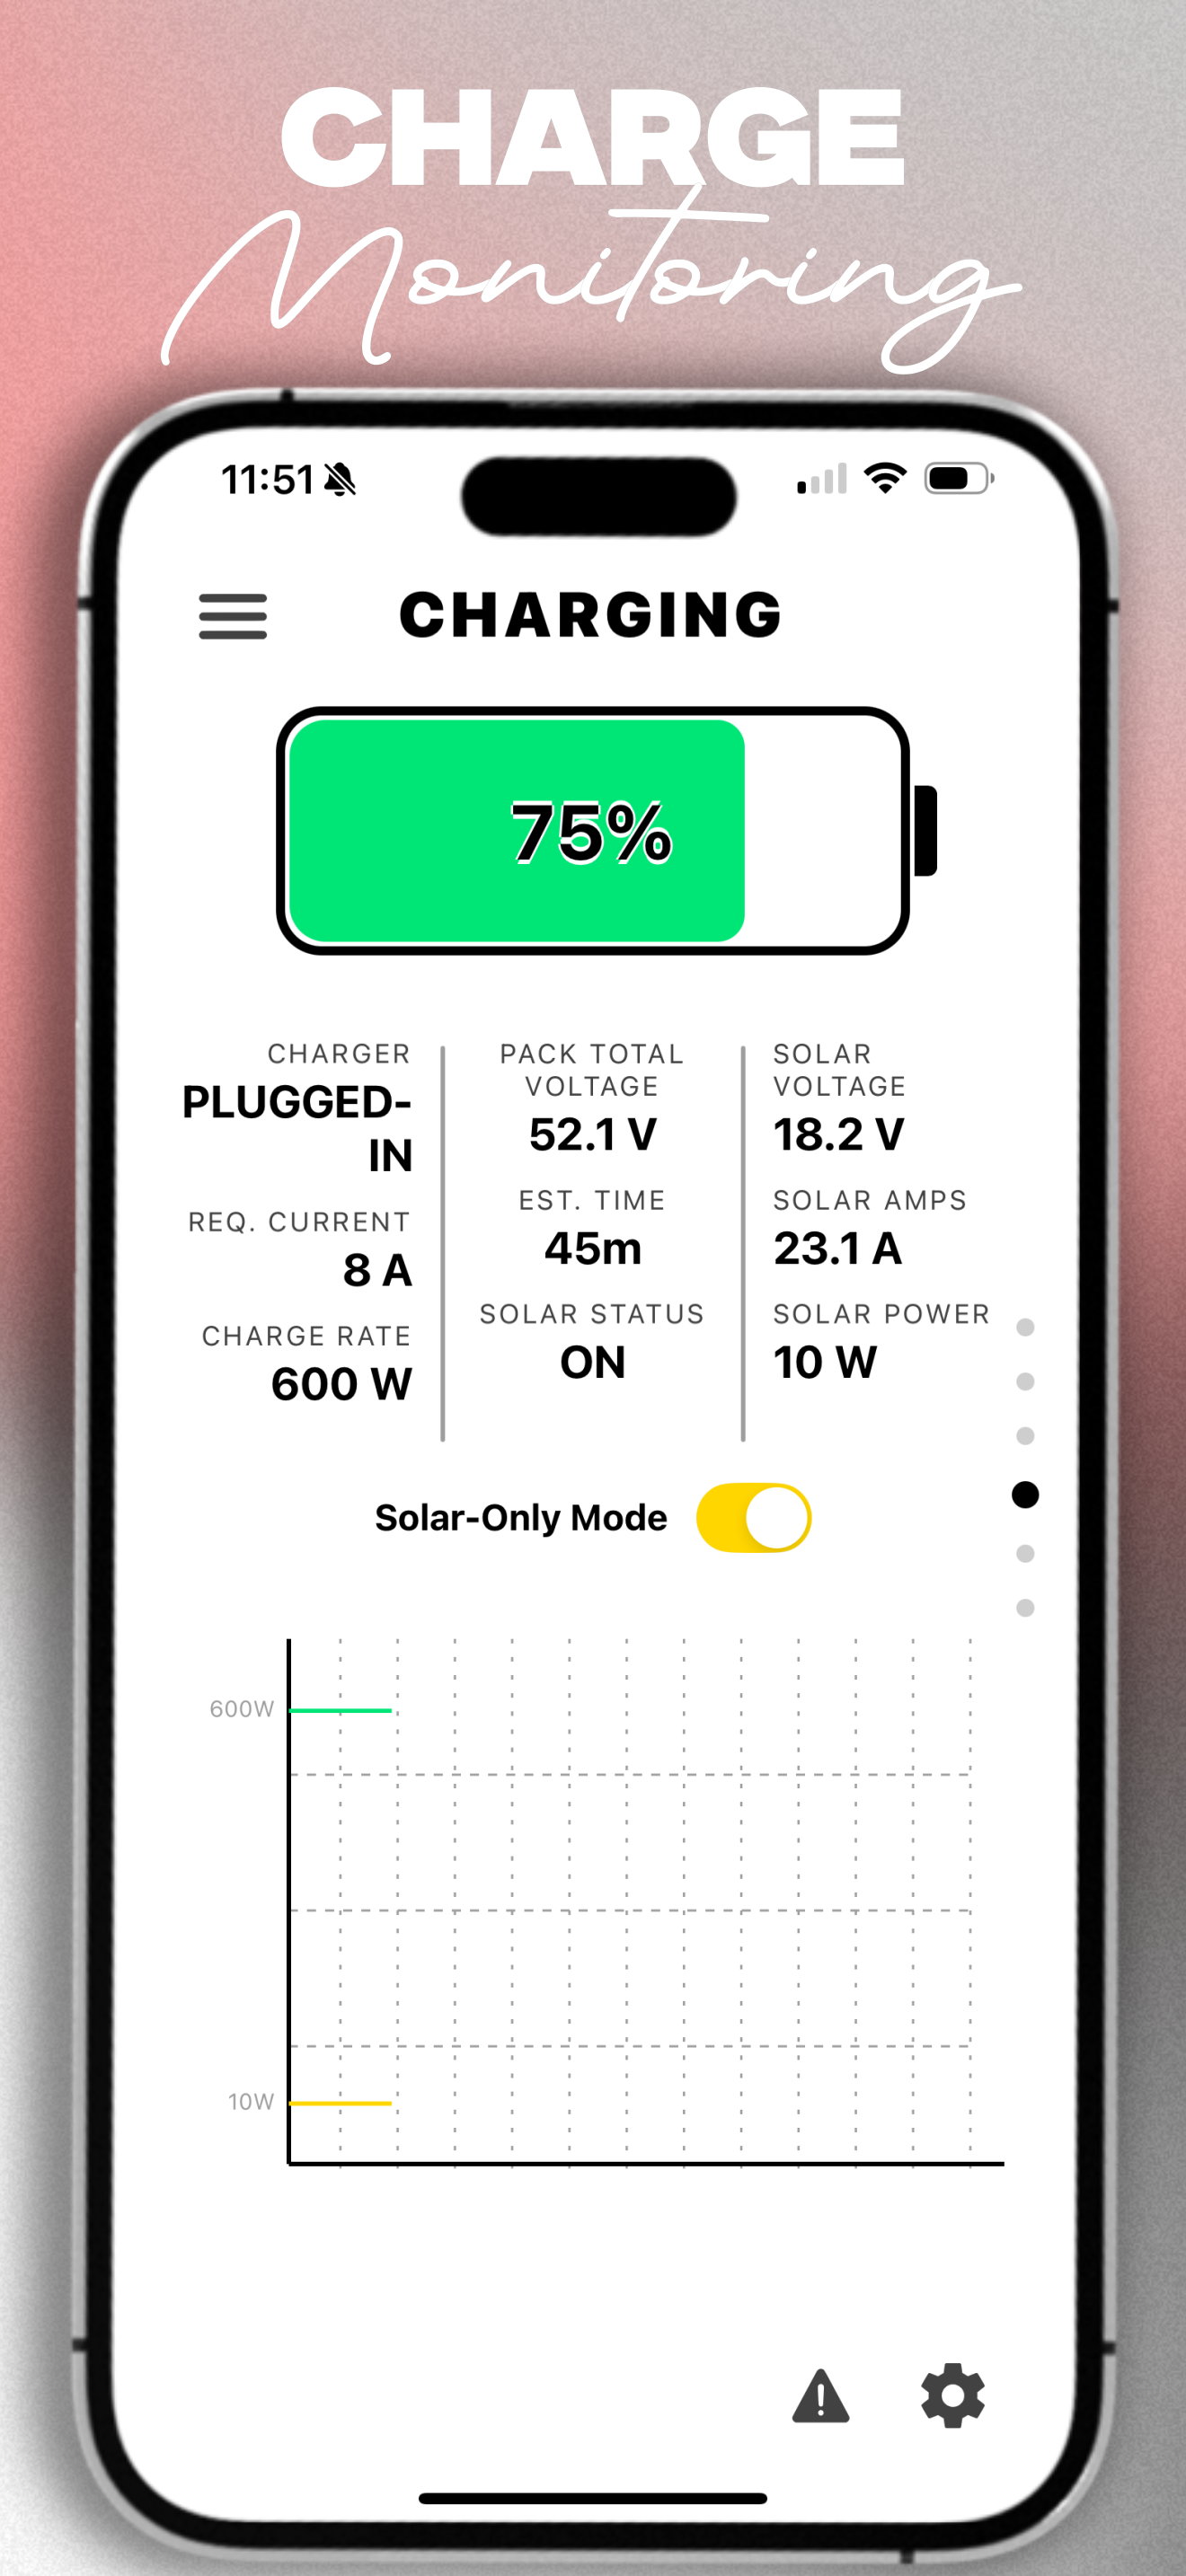 CHARGE
Monitoring
11:51
CHARGING
75%
CHARGER
PLUGGED-
IN
REQ. CURRENT
8 A
CHARGE RATE
600 W
PACK TOTAL
VOLTAGE
52.1 V
EST. TIME
45m
SOLAR STATUS
ON
SOLAR
VOLTAGE
18.2 V
SOLAR AMPS
23.1 A
SOLAR POWER
10 W
Solar-Only Mode
600W
10W